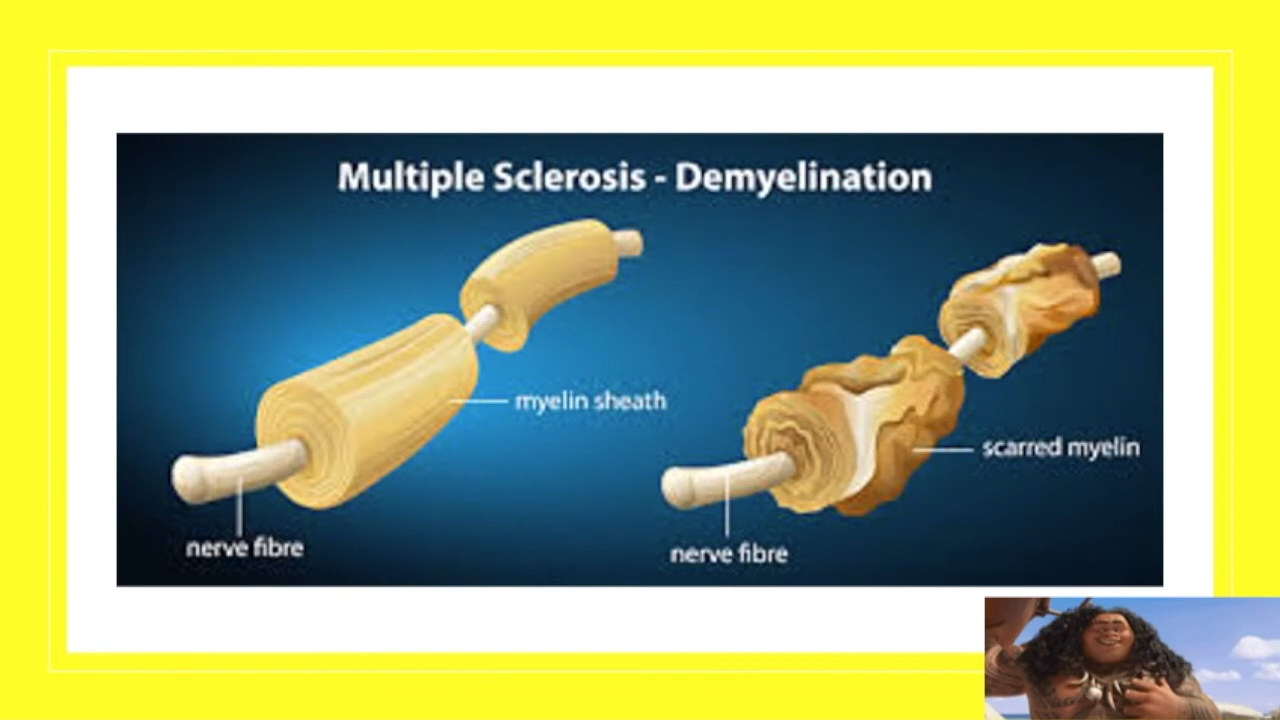 Multiple Sclerosis - Demyelination
myelin sheath
scarred myelin
nerve fibre
nerve fibre